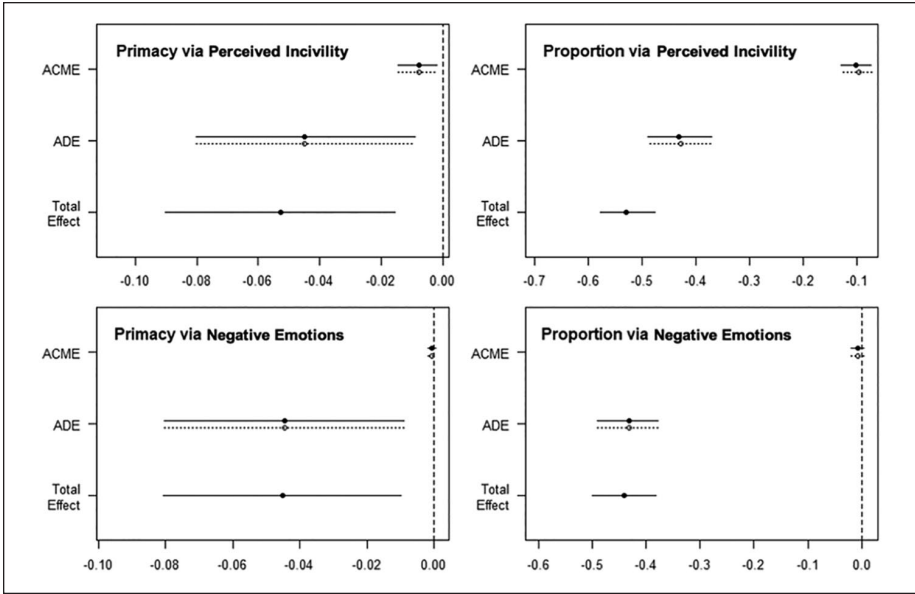 Primacy via Perceived Incivility
ACME
ADE
Total
Effect
-0.10 -0.08 -0.06 -0.04 -0.02 0.00
Proportion via Perceived Incivility
ACME
ADE
Total
Effect
-0.7 -0.6 -0.5 -0.4 -0.3 -0.2 -0.1
Primacy via Negative Emotions
ACME
ADE
Total
Effect
-0.10 -0.08 -0.06 -0.04 -0.02 0.00
Proportion via Negative Emotions
ACME
ADE
Total
Effect
-0.6 -0.5 -0.4 -0.3 -0.2 -0.1 0.0